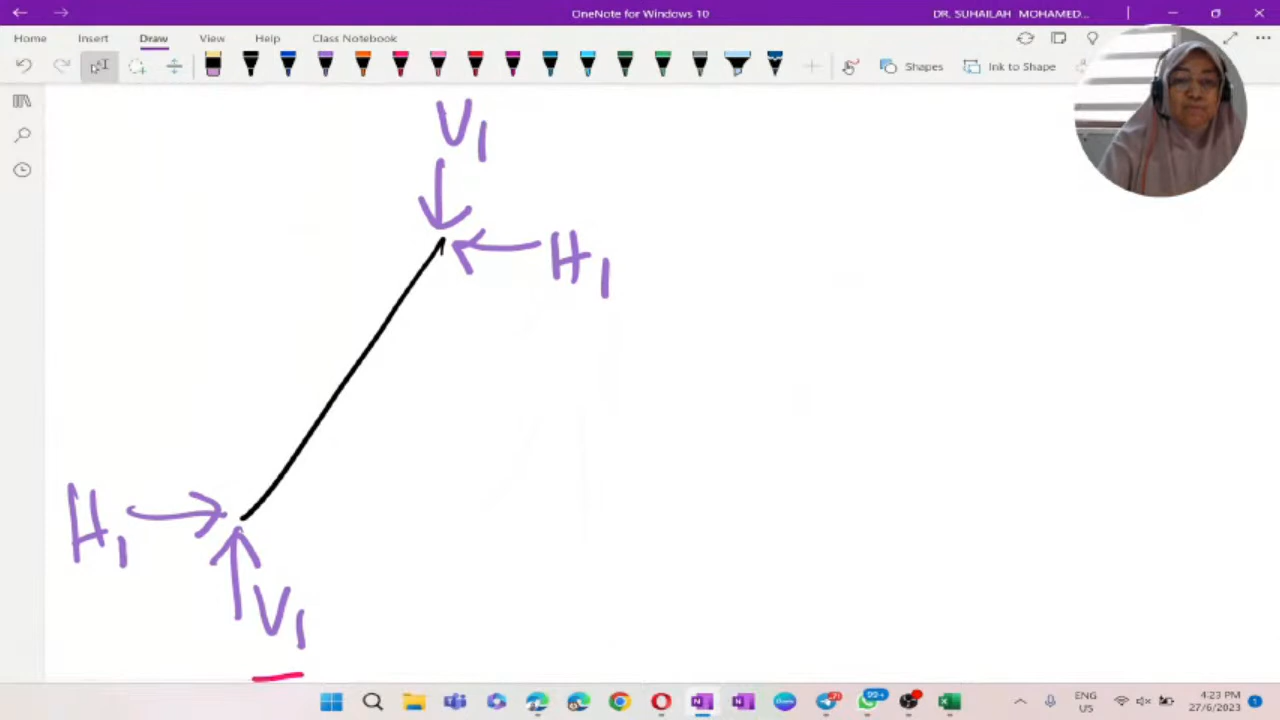 OneNote for Windows 10
DR. SUHAILAH MOHAMED...
Home Insert Draw View Help Class Notebook
Shapes Ink to Shape
V1
H1
H1
V1
99+
ENG
US
4:23 PM
27/6/2023